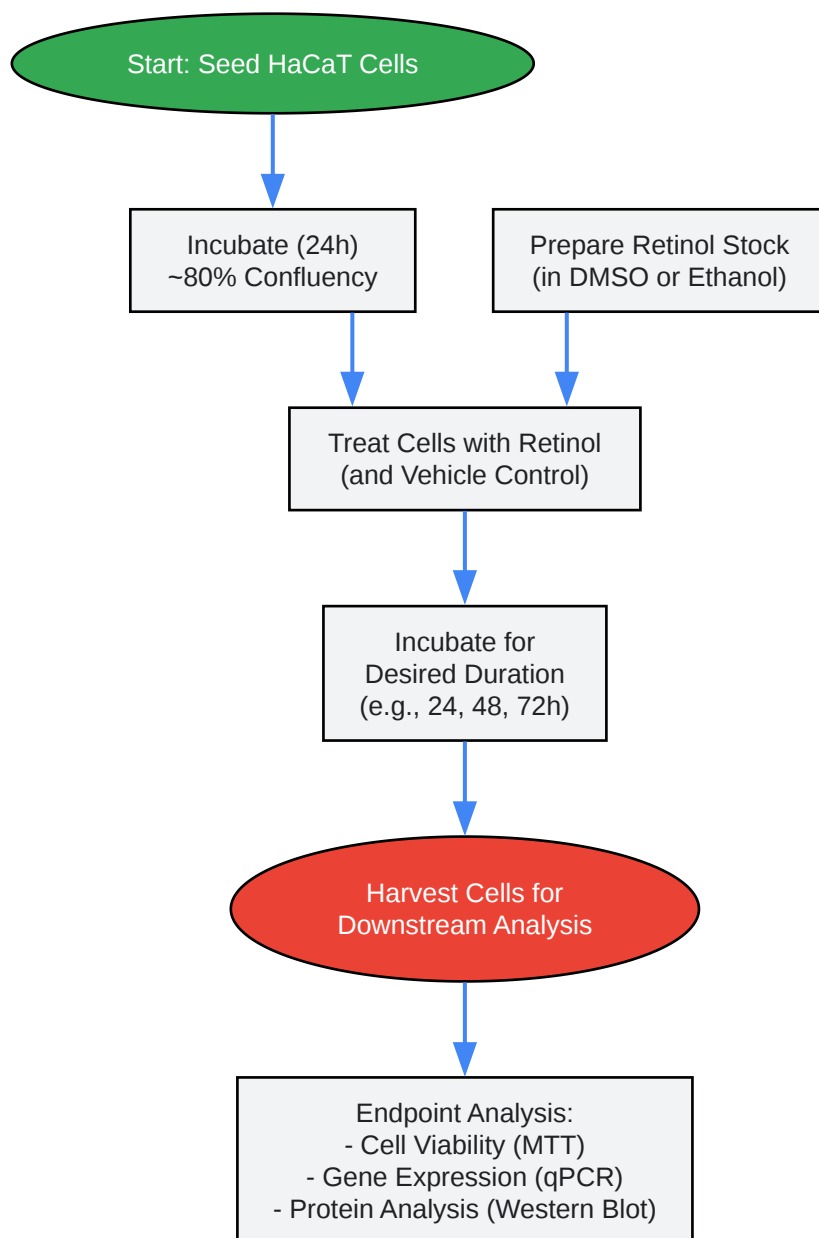 Start: Seed HaCaT Cells
Incubate (24h)
~80% Confluency
Prepare Retinol Stock
(in DMSO or Ethanol)
Treat Cells with Retinol
(and Vehicle Control)
Incubate for
Desired Duration
(e.g., 24, 48, 72h)
Harvest Cells for
Downstream Analysis
Endpoint Analysis:
- Cell Viability (MTT)
- Gene Expression (qPCR)
- Protein Analysis (Western Blot)